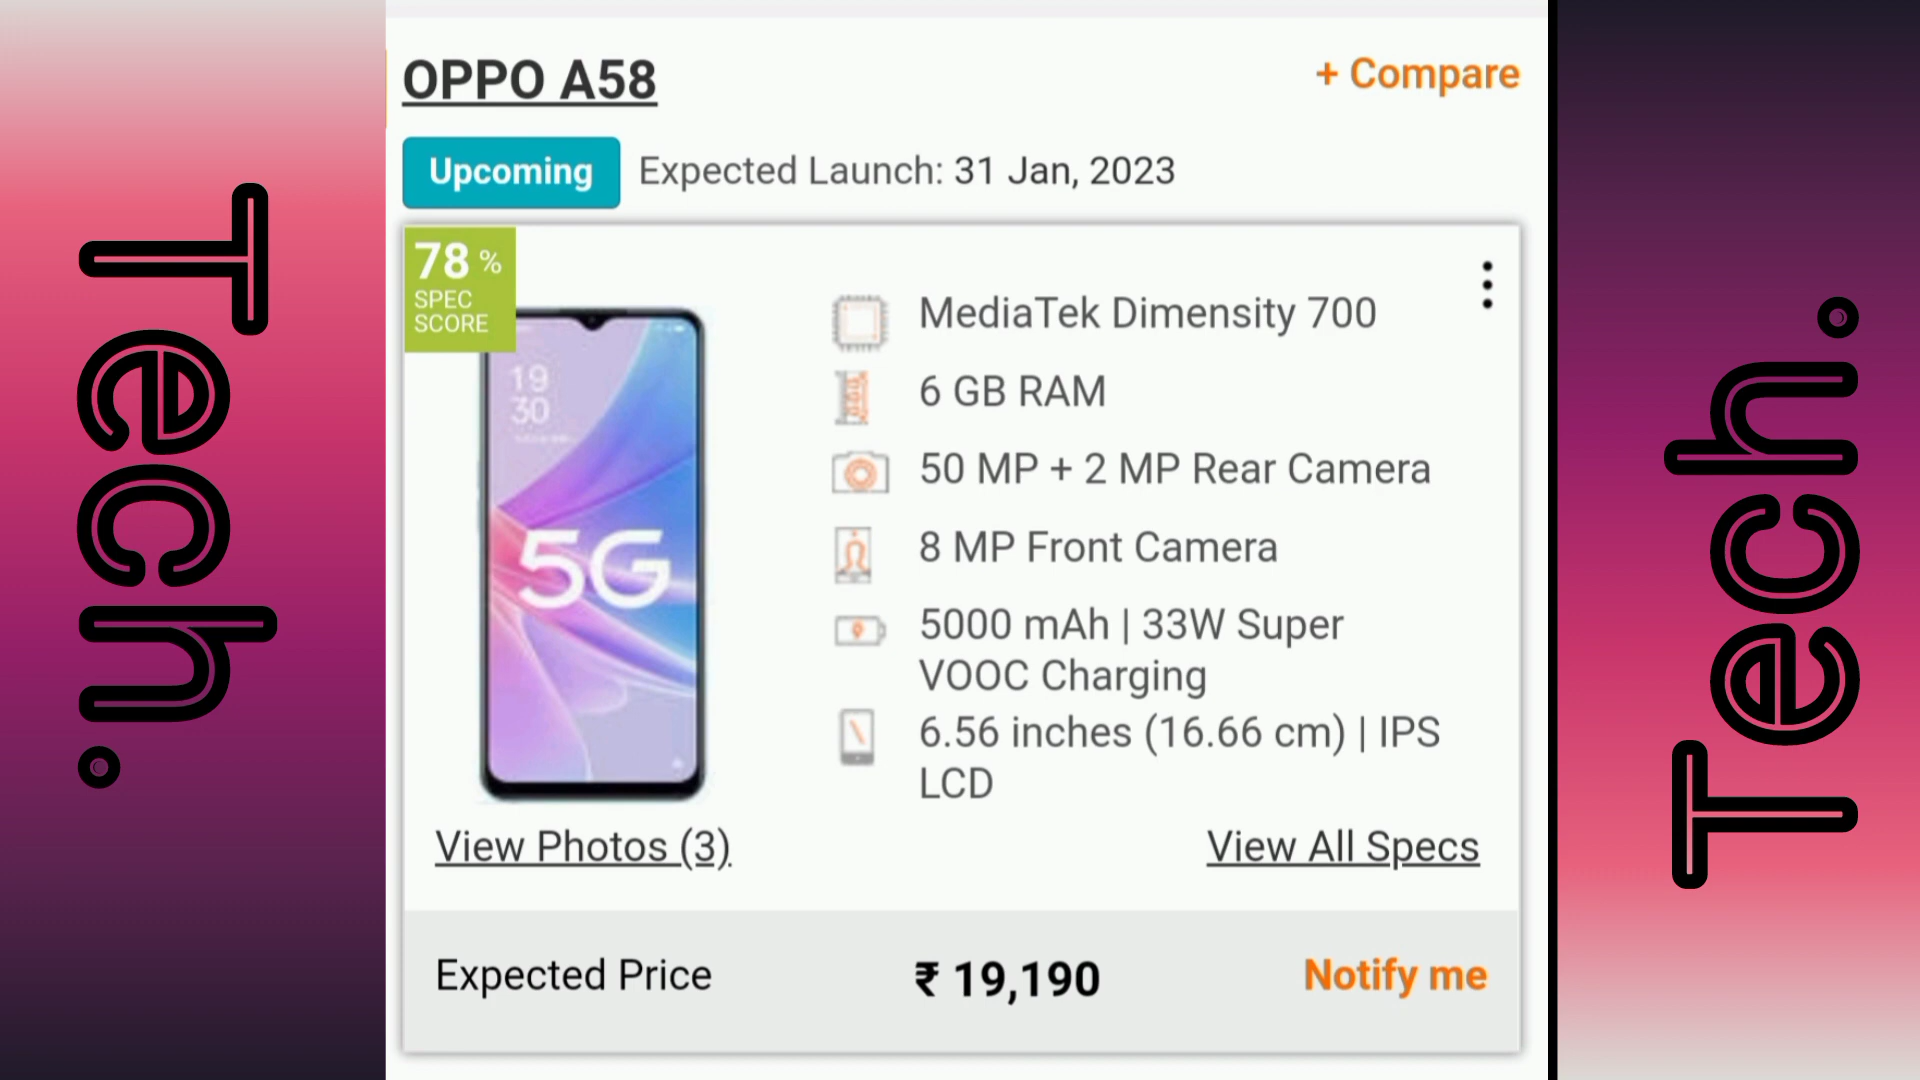 Tech.
OPPO A58
+ Compare
Upcoming
Expected Launch: 31 Jan, 2023
78 %
SPEC
SCORE
19
30
5G
MediaTek Dimensity 700
6 GB RAM
50 MP + 2 MP Rear Camera
8 MP Front Camera
5000 mAh | 33W Super
VOOC Charging
6.56 inches (16.66 cm) | IPS
LCD
View Photos (3)
View All Specs
Expected Price
₹ 19,190
Notify me
Tech.